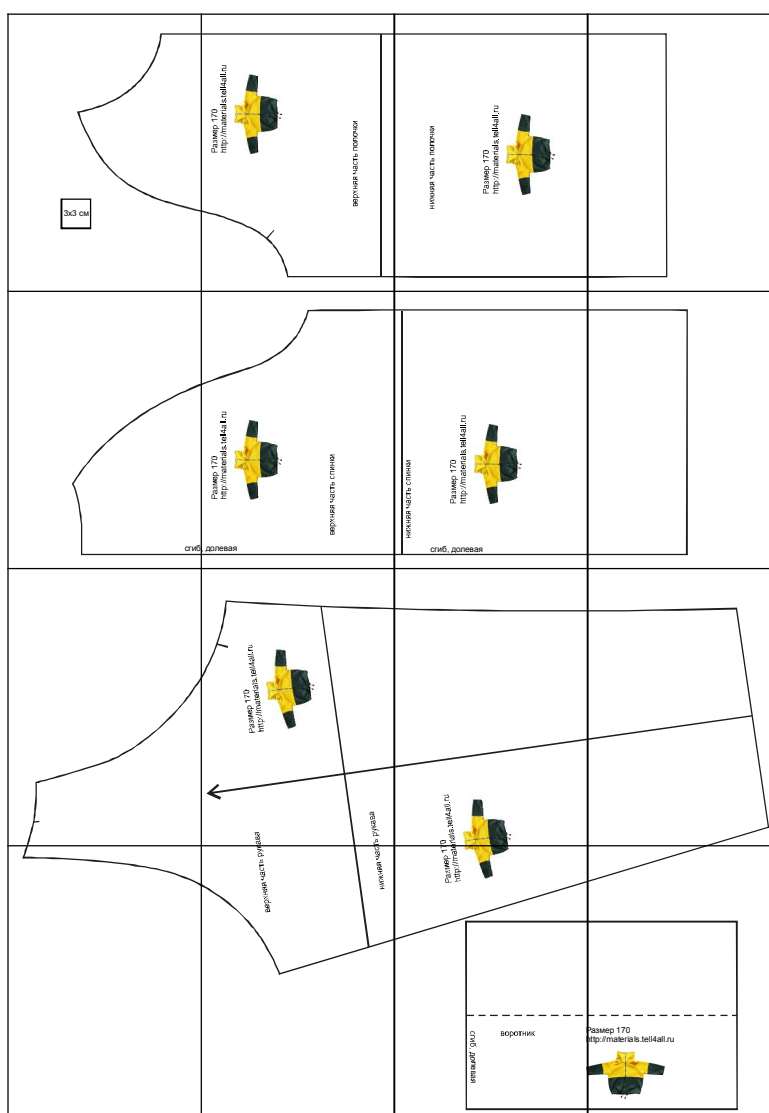 Размер 170
http://materials.tell4all.ru
верхняя часть полочки
нижняя часть полочки
Размер 170
http://materials.tell4all.ru
3х3 см
Размер 170
http://materials.tell4all.ru
верхняя часть спинки
нижняя часть спинки
Размер 170
http://materials.tell4all.ru
сгиб, долевая
сгиб, долевая
Размер 170
http://materials.tell4all.ru
верхняя часть рукава
нижняя часть рукава
Размер 170
http://materials.tell4all.ru
сгиб, долевая
воротник
Размер 170
http://materials.tell4all.ru